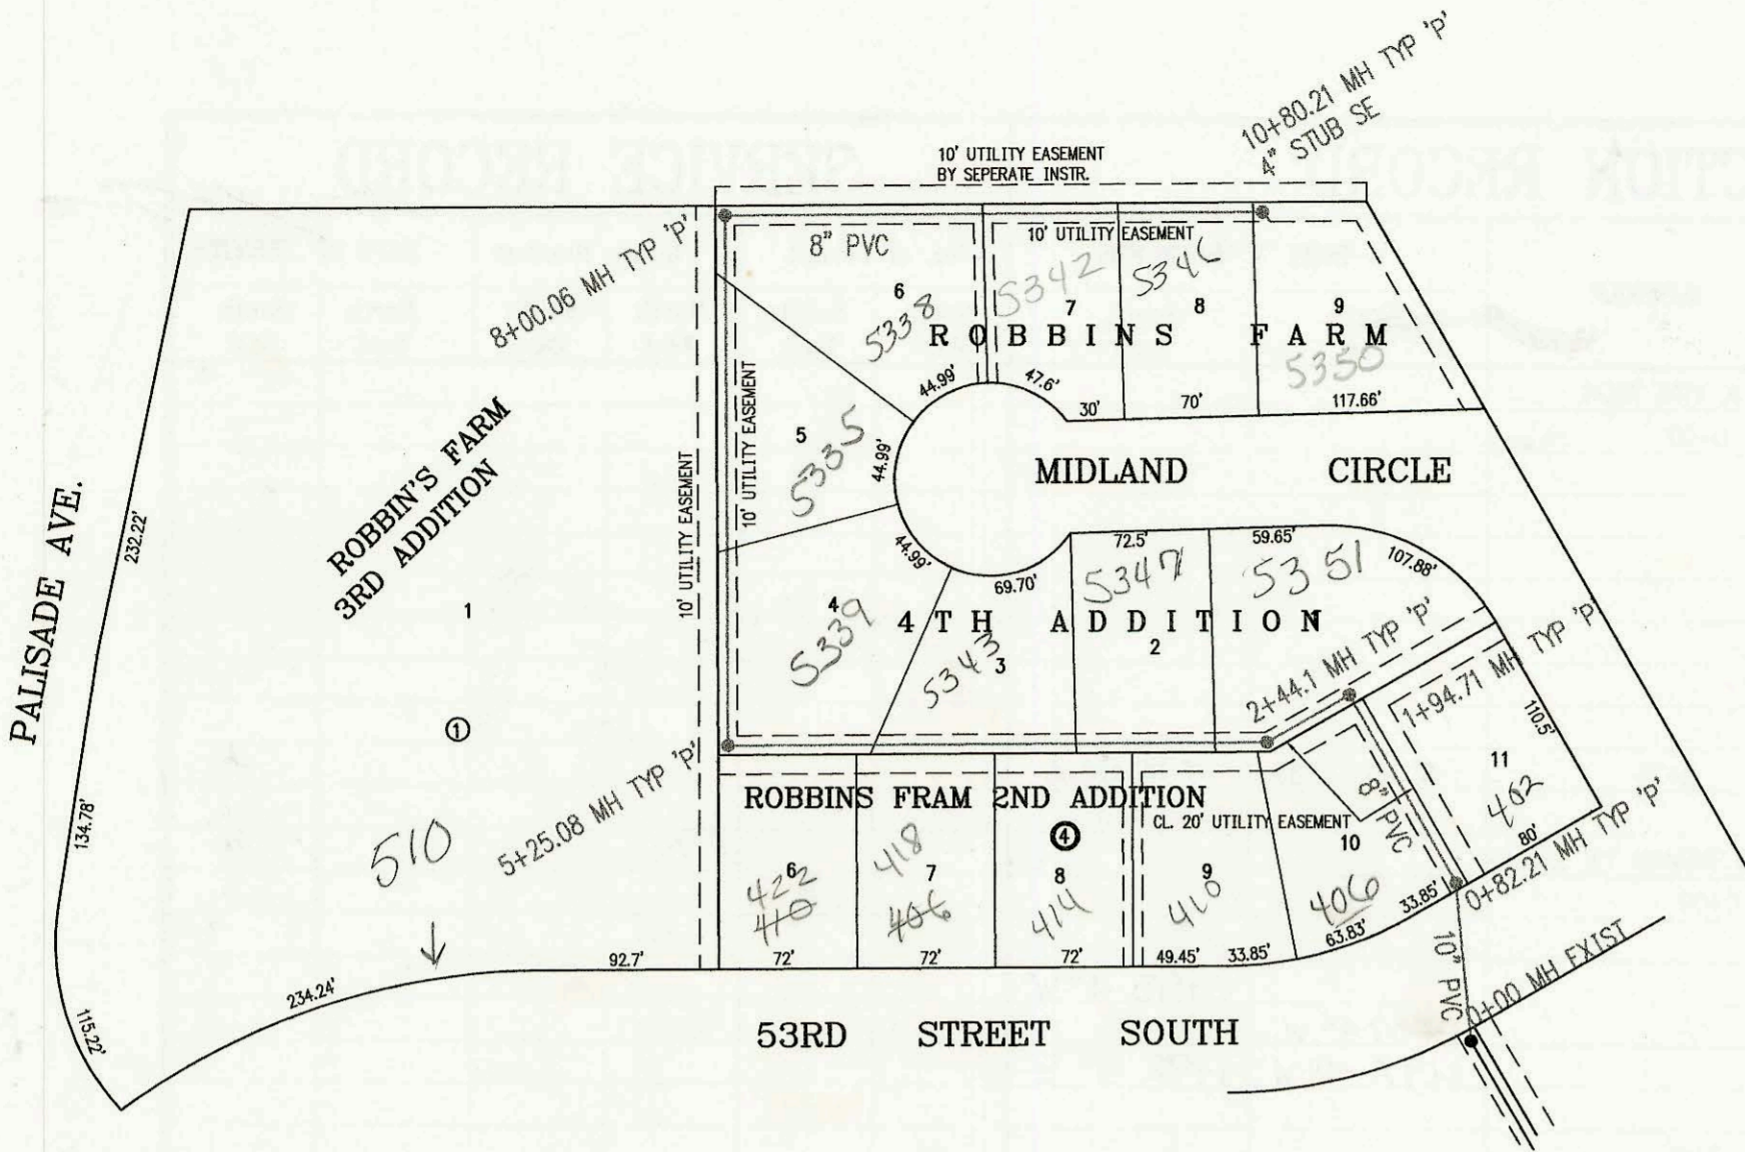 10+80.21 MH TYP 'P'
4" STUB SE
10' UTILITY EASEMENT
BY SEPERATE INSTR.
8+00.06 MH TYP 'P'
8" PVC
10' UTILITY EASEMENT
6
5338
5342
7
5346
8
9
5350
ROBBINS FARM
44.99'
47.6'
30'
70'
117.66'
10' UTILITY EASEMENT
10' UTILITY EASEMENT
5
5335
44.99'
MIDLAND CIRCLE
PALISADE AVE.
232.22'
ROBBIN'S FARM
3RD ADDITION
1
①
44.99'
69.70'
72.5'
59.65'
107.88'
5347
5351
4
5339
4TH ADDITION
5343
3
2
2+44.1 MH TYP 'P'
1+94.71 MH TYP 'P'
110.5'
11
402
80'
134.78'
510
5+25.08 MH TYP 'P'
ROBBINS FRAM 2ND ADDITION
④
CL. 20' UTILITY EASEMENT
8" PVC
6
422
410
418
7
406
8
414
9
410
10
406
33.85'
0+82.21 MH TYP 'P'
92.7'
72'
72'
72'
49.45'
33.85'
63.83'
234.24'
115.22'
10" PVC
0+00 MH EXIST
53RD STREET SOUTH